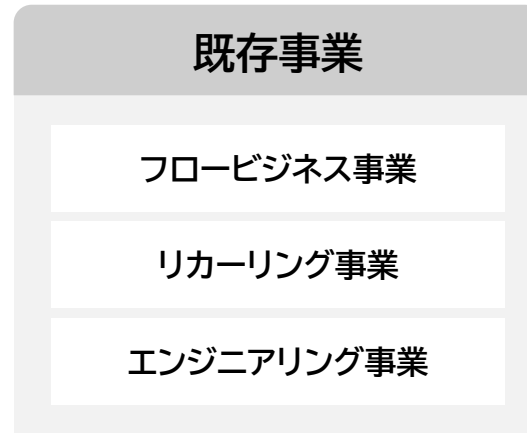 既存事業
フロービジネス事業
リカーリング事業
エンジニアリング事業